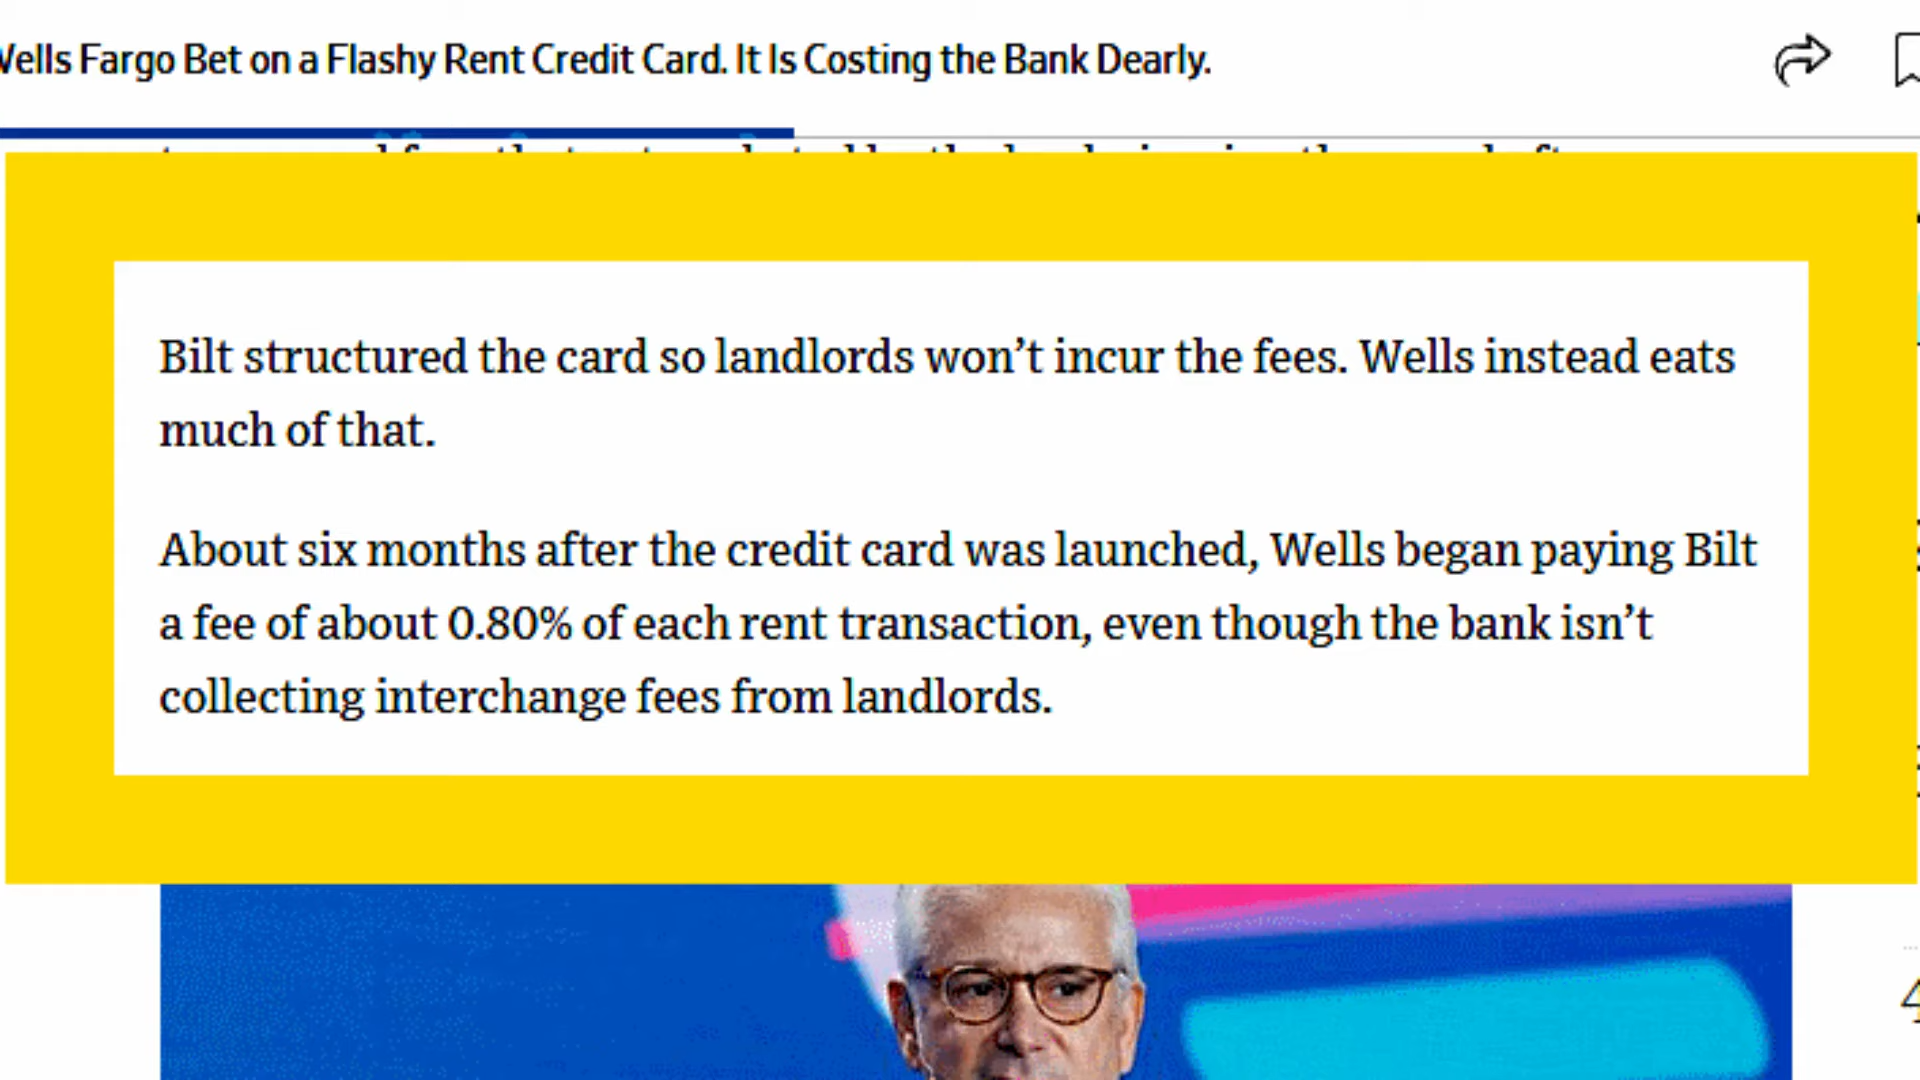 Wells Fargo Bet on a Flashy Rent Credit Card. It Is Costing the Bank Dearly.
Bilt structured the card so landlords won’t incur the fees. Wells instead eats
much of that.
About six months after the credit card was launched, Wells began paying Bilt
a fee of about 0.80% of each rent transaction, even though the bank isn’t
collecting interchange fees from landlords.
4